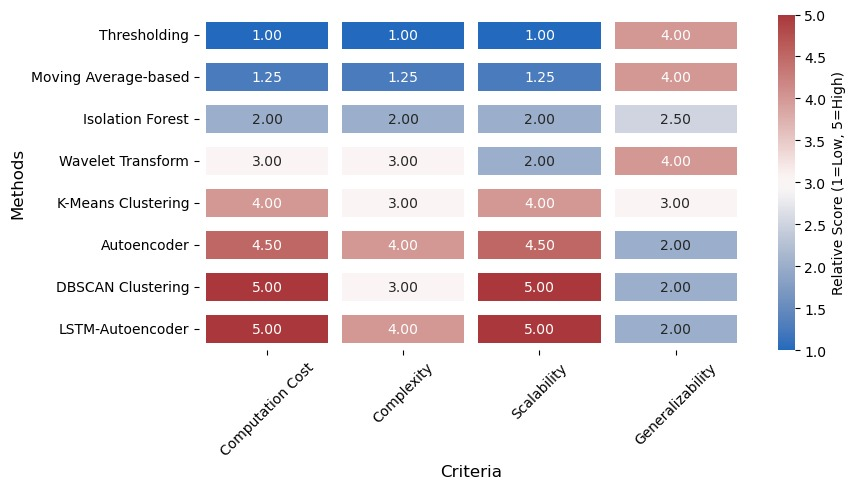 Thresholding 1.00 1.00 1.00 4.00
Moving Average-based 1.25 1.25 1.25 4.00
Isolation Forest 2.00 2.00 2.00 2.50
Wavelet Transform 3.00 3.00 2.00 4.00
K-Means Clustering 4.00 3.00 4.00 3.00
Autoencoder 4.50 4.00 4.50 2.00
DBSCAN Clustering 5.00 3.00 5.00 2.00
LSTM-Autoencoder 5.00 4.00 5.00 2.00
Methods
Computation Cost
Complexity
Scalability
Generalizability
Criteria
5.0
4.5
4.0
3.5
3.0
2.5
2.0
1.5
1.0
Relative Score (1=Low, 5=High)